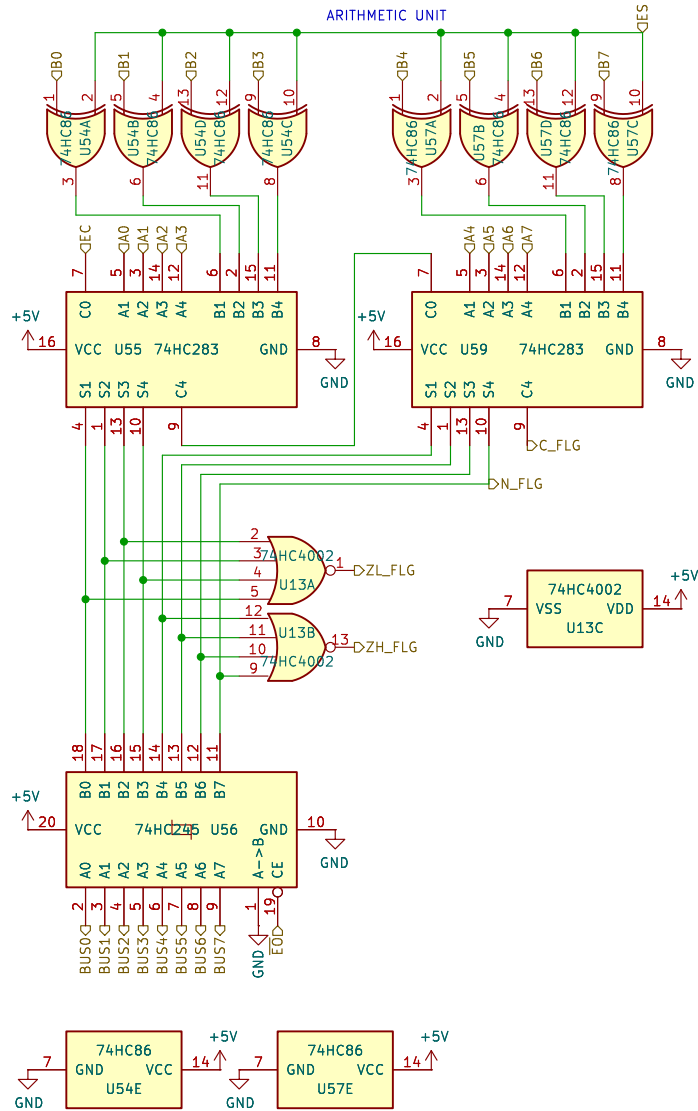 ARITHMETIC UNIT
ES
B0 B1 B2 B3 B4 B5 B6 B7
1 2 5 4 13 12 9 10 1 2 5 4 13 12 9 10
74HC86 U54A 74HC86 U54B 74HC86 U54D 74HC86 U54C 74HC86 U57A 74HC86 U57B 74HC86 U57D 74HC86 U57C
3 6 11 8 3 6 11 8
EC A0 A1 A2 A3 A4 A5 A6 A7
7 5 3 14 12 6 2 15 11 7 5 3 14 12 6 2 15 11
C0 A1 A2 A3 A4 B1 B2 B3 B4 C0 A1 A2 A3 A4 B1 B2 B3 B4
+5V +5V
16 VCC U55 74HC283 GND 8 16 VCC U59 74HC283 GND 8
GND GND
S1 S2 S3 S4 C4 S1 S2 S3 S4 C4
4 1 13 10 9 4 1 13 10 9
C_FLG
N_FLG
2
3 74HC4002
1 ZL_FLG
4 U13A
5
12
11 U13B
13 ZH_FLG
10 74HC4002
9
74HC4002 +5V
7 VSS VDD 14
GND U13C
18 17 16 15 14 13 12 11
B0 B1 B2 B3 B4 B5 B6 B7
+5V
20 VCC 74HC245 U56 GND 10
GND
A0 A1 A2 A3 A4 A5 A6 A7 A->B CE
2 3 4 5 6 7 8 9 1 19
BUS0 BUS1 BUS2 BUS3 BUS4 BUS5 BUS6 BUS7 GND EO
+5V +5V
74HC86 74HC86
7 GND VCC 14 7 GND VCC 14
GND U54E GND U57E